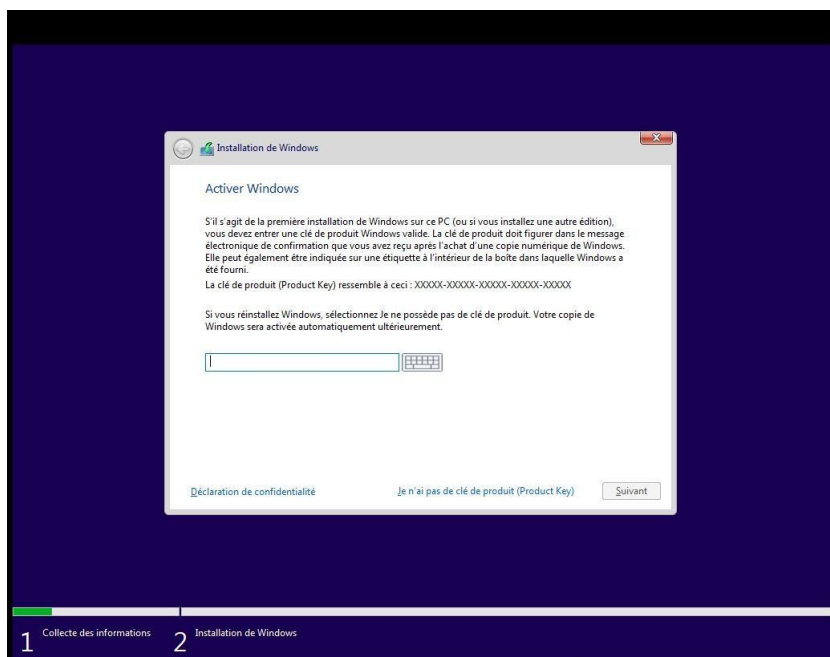 Installation de Windows
Activer Windows
S'il s'agit de la première installation de Windows sur ce PC (ou si vous installez une autre édition),
vous devez entrer une clé de produit Windows valide. La clé de produit doit figurer dans le message
électronique de confirmation que vous avez reçu après l'achat d'une copie numérique de Windows.
Elle peut également être indiquée sur une étiquette à l'intérieur de la boîte dans laquelle Windows a
été fourni.
La clé de produit (Product Key) ressemble à ceci : XXXXX-XXXXX-XXXXX-XXXXX-XXXXX
Si vous réinstallez Windows, sélectionnez Je ne possède pas de clé de produit. Votre copie de
Windows sera activée automatiquement ultérieurement.
Déclaration de confidentialité Je n'ai pas de clé de produit (Product Key) Suivant
1 Collecte des informations 2 Installation de Windows